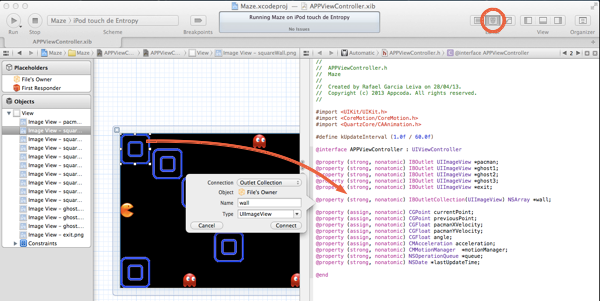 Maze.xcodeproj — APPViewController.xib
Maze
iPod touch de Entropy
Running Maze on iPod touch de Entropy
No Issues
Run
Stop
Scheme
Breakpoints
APPViewController.xib
Maze
Maze
APPViewController.xib
View
Image View - squareWall.png
Automatic
APPViewController.h
@interface APPViewController
2
Placeholders
File's Owner
First Responder
Objects
View
Image View - pacm...
Image View - squar...
Image View - squar...
Image View - squar...
Image View - squar...
Image View - squar...
Image View - squar...
Image View - squar...
Image View - squar...
Image View - ghost...
Image View - ghost...
Image View - ghost...
Image View - exit.png
Constraints
Connection
Outlet Collection
Object
File's Owner
Name
wall
Type
UIImageView
Cancel
Connect
//
//  APPViewController.h
//  Maze
//
//  Created by Rafael Garcia Leiva on 28/04/13.
//  Copyright (c) 2013 Appcoda. All rights reserved.
//
#import <UIKit/UIKit.h>
#import <CoreMotion/CoreMotion.h>
#import <QuartzCore/CAAnimation.h>
#define kUpdateInterval (1.0f / 60.0f)
@interface APPViewController : UIViewController
@property (strong, nonatomic) IBOutlet UIImageView *pacman;
@property (strong, nonatomic) IBOutlet UIImageView *ghost1;
@property (strong, nonatomic) IBOutlet UIImageView *ghost2;
@property (strong, nonatomic) IBOutlet UIImageView *ghost3;
@property (strong, nonatomic) IBOutlet UIImageView *exit;
@property (strong, nonatomic) IBOutletCollection(UIImageView) NSArray *wall;
@property (assign, nonatomic) CGPoint currentPoint;
@property (assign, nonatomic) CGPoint previousPoint;
@property (assign, nonatomic) CGFloat pacmanXVelocity;
@property (assign, nonatomic) CGFloat pacmanYVelocity;
@property (assign, nonatomic) CGFloat angle;
@property (assign, nonatomic) CMAcceleration acceleration;
@property (strong, nonatomic) CMMotionManager  *motionManager;
@property (strong, nonatomic) NSOperationQueue *queue;
@property (strong, nonatomic) NSDate *lastUpdateTime;
@end